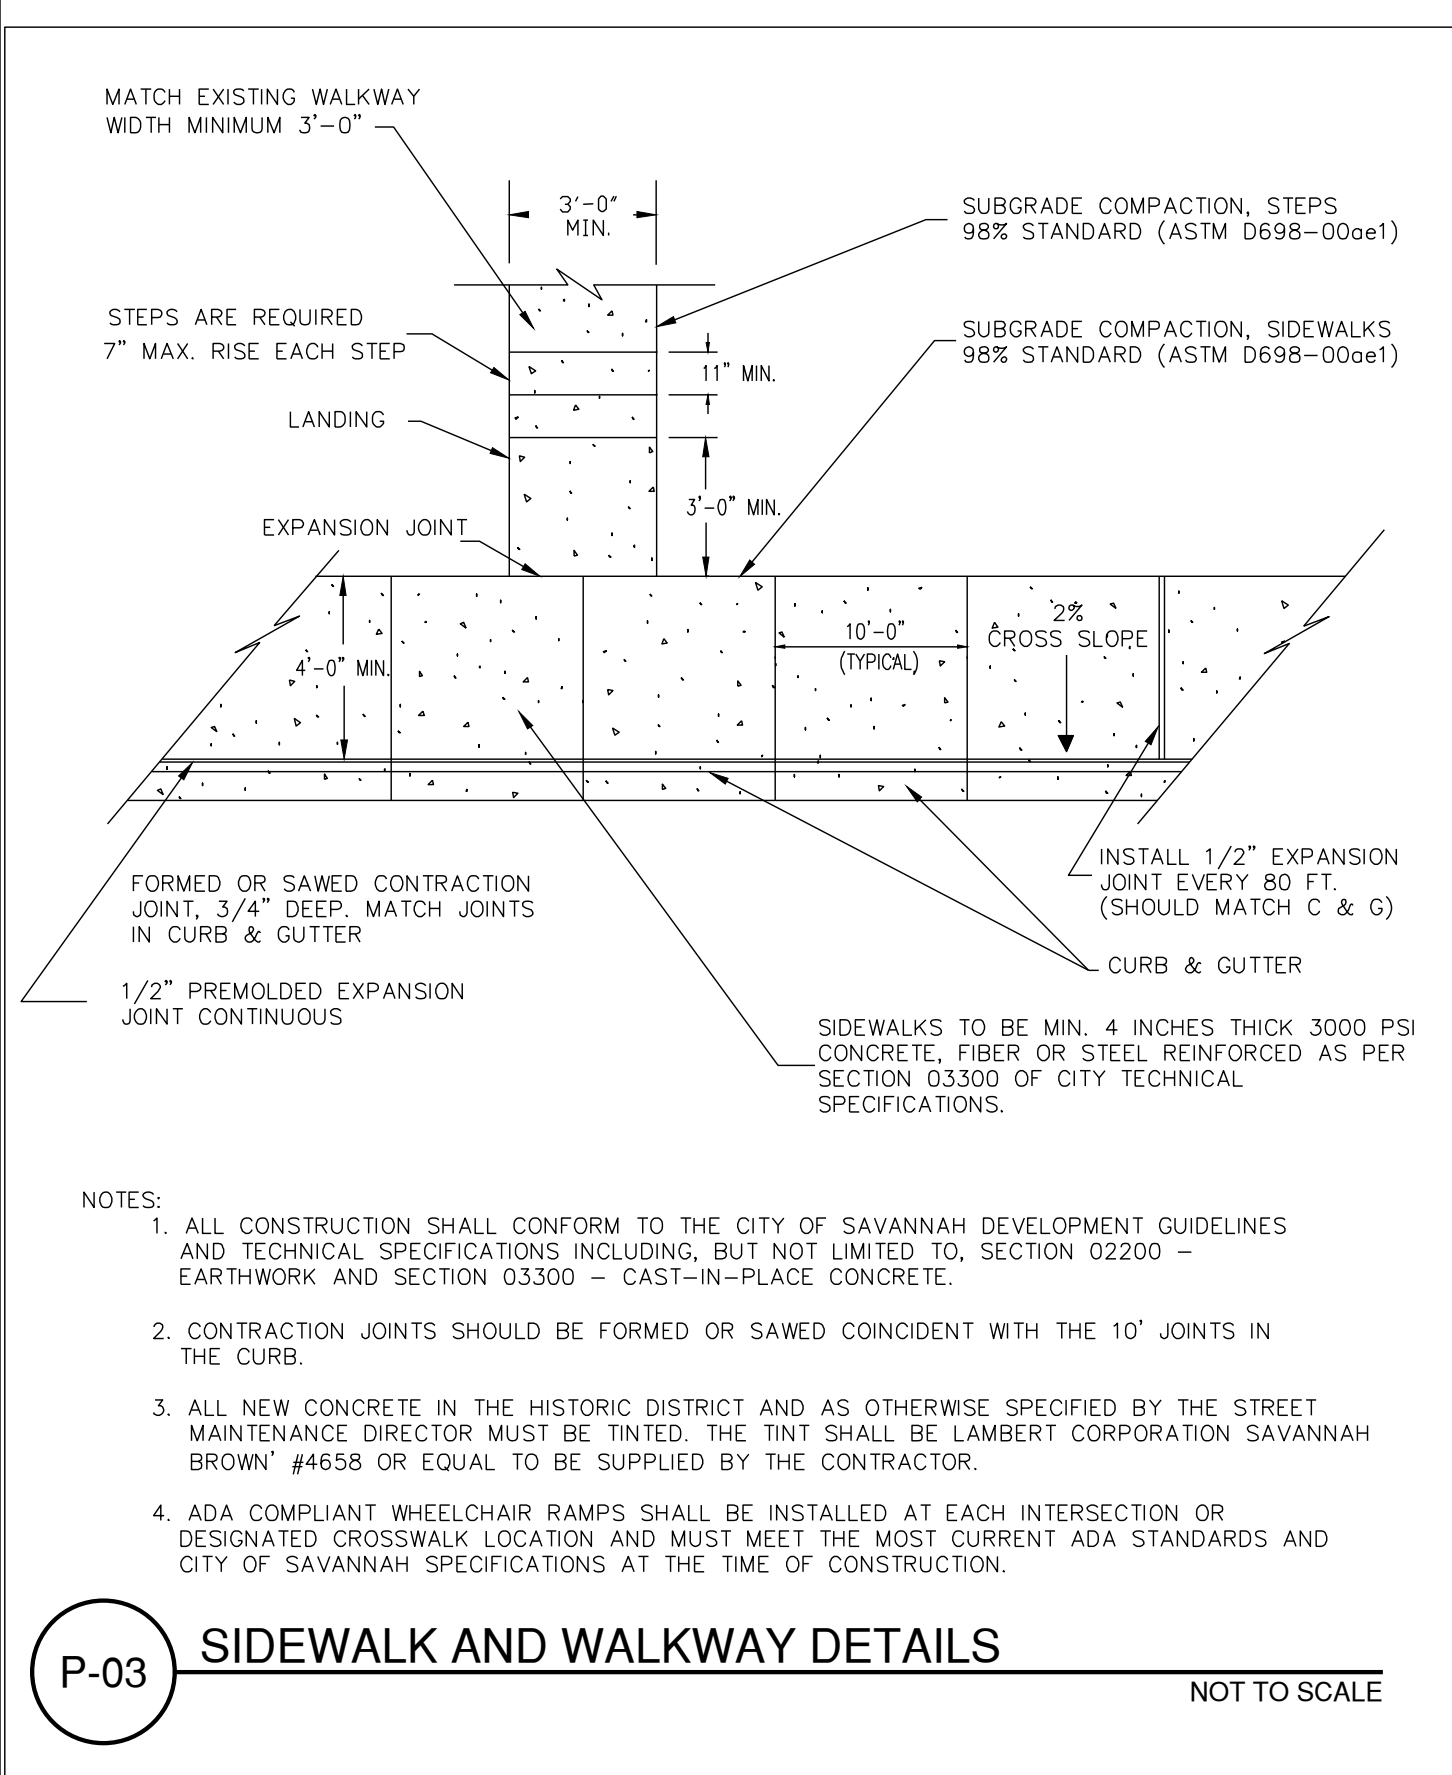 MATCH EXISTING WALKWAY
WIDTH MINIMUM 3'-0"
3'-0"
MIN.
SUBGRADE COMPACTION, STEPS
98% STANDARD (ASTM D698-00ae1)
STEPS ARE REQUIRED
7" MAX. RISE EACH STEP
SUBGRADE COMPACTION, SIDEWALKS
98% STANDARD (ASTM D698-00ae1)
11" MIN.
LANDING
3'-0" MIN.
EXPANSION JOINT
4'-0" MIN.
10'-0"
(TYPICAL)
2%
CROSS SLOPE
FORMED OR SAWED CONTRACTION
JOINT, 3/4" DEEP. MATCH JOINTS
IN CURB & GUTTER
INSTALL 1/2" EXPANSION
JOINT EVERY 80 FT.
(SHOULD MATCH C & G)
CURB & GUTTER
1/2" PREMOLDED EXPANSION
JOINT CONTINUOUS
SIDEWALKS TO BE MIN. 4 INCHES THICK 3000 PSI
CONCRETE, FIBER OR STEEL REINFORCED AS PER
SECTION 03300 OF CITY TECHNICAL
SPECIFICATIONS.
NOTES:
1. ALL CONSTRUCTION SHALL CONFORM TO THE CITY OF SAVANNAH DEVELOPMENT GUIDELINES
AND TECHNICAL SPECIFICATIONS INCLUDING, BUT NOT LIMITED TO, SECTION 02200 -
EARTHWORK AND SECTION 03300 - CAST-IN-PLACE CONCRETE.
2. CONTRACTION JOINTS SHOULD BE FORMED OR SAWED COINCIDENT WITH THE 10' JOINTS IN
THE CURB.
3. ALL NEW CONCRETE IN THE HISTORIC DISTRICT AND AS OTHERWISE SPECIFIED BY THE STREET
MAINTENANCE DIRECTOR MUST BE TINTED. THE TINT SHALL BE LAMBERT CORPORATION SAVANNAH
BROWN' #4658 OR EQUAL TO BE SUPPLIED BY THE CONTRACTOR.
4. ADA COMPLIANT WHEELCHAIR RAMPS SHALL BE INSTALLED AT EACH INTERSECTION OR
DESIGNATED CROSSWALK LOCATION AND MUST MEET THE MOST CURRENT ADA STANDARDS AND
CITY OF SAVANNAH SPECIFICATIONS AT THE TIME OF CONSTRUCTION.
P-03
SIDEWALK AND WALKWAY DETAILS
NOT TO SCALE